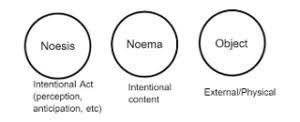 Noesis
Noema
Object
Intentional Act
(perception,
anticipation, etc)
Intentional
content
External/Physical